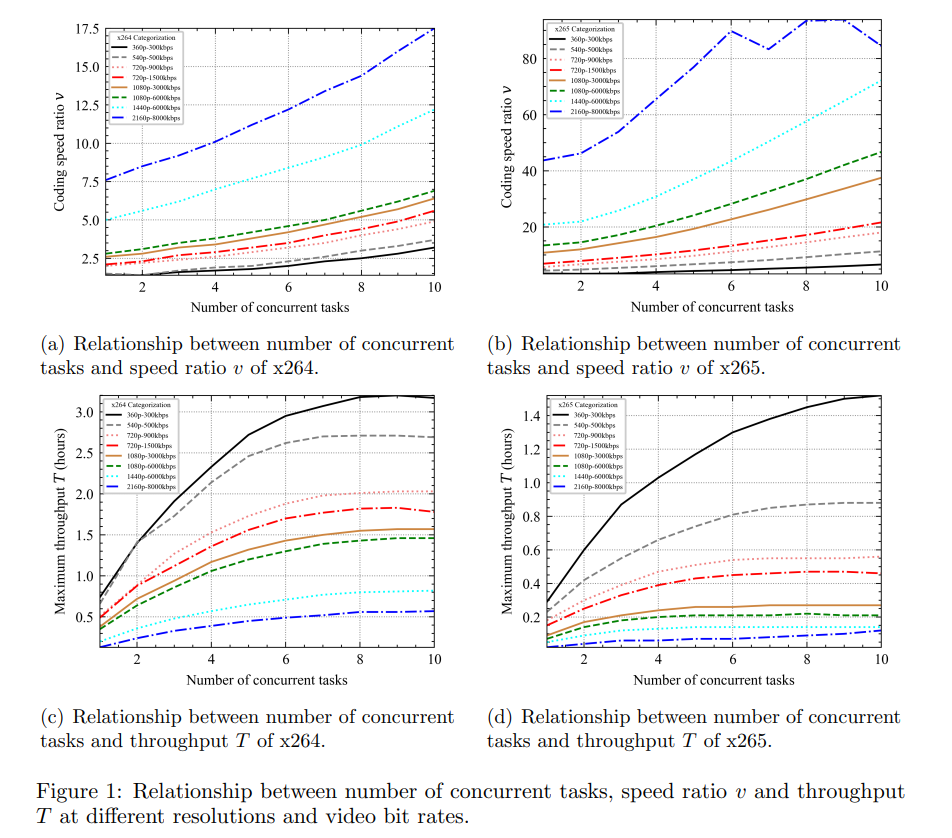 17.5
15.0
12.5
10.0
7.5
5.0
2.5
Coding speed ratio v
x264 Categorization
360p-300kbps
540p-500kbps
720p-900kbps
720p-1500kbps
1080p-3000kbps
1080p-6000kbps
1440p-6000kbps
2160p-8000kbps
2 4 6 8 10
Number of concurrent tasks
(a) Relationship between number of concurrent
tasks and speed ratio v of x264.
80
60
40
20
Coding speed ratio v
x265 Categorization
360p-300kbps
540p-500kbps
720p-900kbps
720p-1500kbps
1080p-3000kbps
1080p-6000kbps
1440p-6000kbps
2160p-8000kbps
2 4 6 8 10
Number of concurrent tasks
(b) Relationship between number of concurrent
tasks and speed ratio v of x265.
3.0
2.5
2.0
1.5
1.0
0.5
Maximum throughput T (hours)
x264 Categorization
360p-300kbps
540p-500kbps
720p-900kbps
720p-1500kbps
1080p-3000kbps
1080p-6000kbps
1440p-6000kbps
2160p-8000kbps
2 4 6 8 10
Number of concurrent tasks
(c) Relationship between number of concurrent
tasks and throughput T of x264.
1.4
1.2
1.0
0.8
0.6
0.4
0.2
Maximum throughput T (hours)
x265 Categorization
360p-300kbps
540p-500kbps
720p-900kbps
720p-1500kbps
1080p-3000kbps
1080p-6000kbps
1440p-6000kbps
2160p-8000kbps
2 4 6 8 10
Number of concurrent tasks
(d) Relationship between number of concurrent
tasks and throughput T of x265.
Figure 1: Relationship between number of concurrent tasks, speed ratio v and throughput
T at different resolutions and video bit rates.